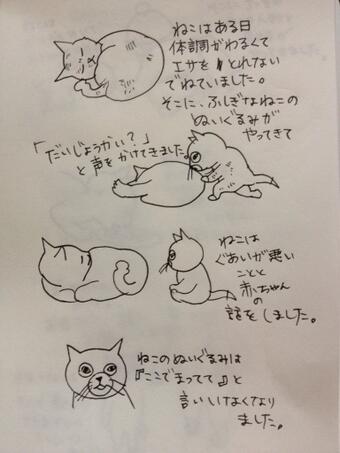 ねこはある日
体調がわるくて
エサをとれない
でねていました。
そこに、ふしぎなねこの
ぬいぐるみが
やってきて
「だいじょうかい？」
と声をかけてきました。
ねこは
ぐあいが悪い
ことと
赤ちゃん
の
話をしました。
ねこのぬいぐるみは
『ここでまってて』と
言い いなくなり
ました。